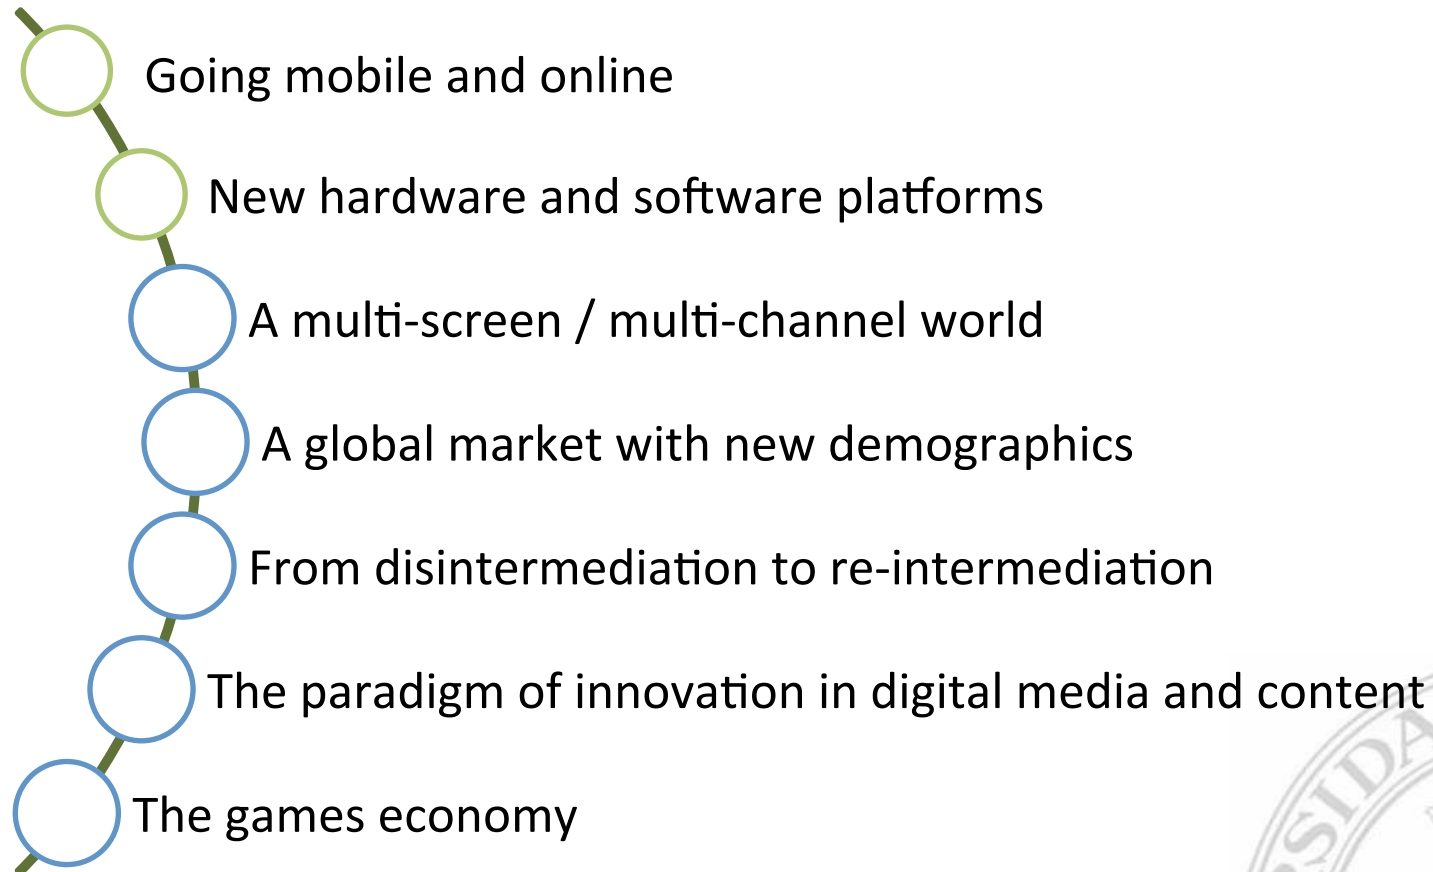 Going mobile and online
New hardware and software platforms
A multi-screen / multi-channel world
A global market with new demographics
From disintermediation to re-intermediation
The paradigm of innovation in digital media and content
The games economy